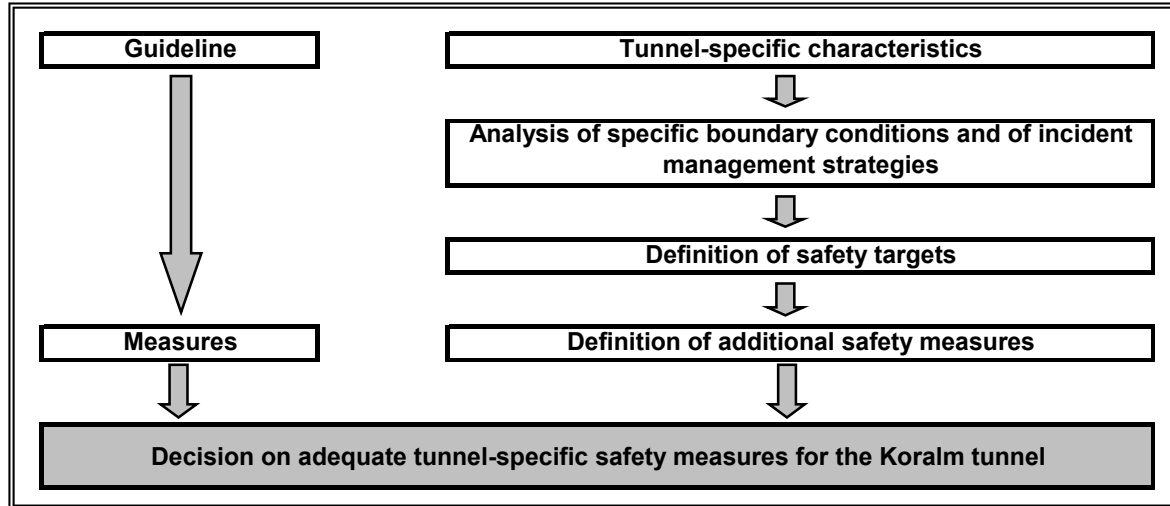 Guideline
Tunnel-specific characteristics
Analysis of specific boundary conditions and of incident
management strategies
Definition of safety targets
Measures
Definition of additional safety measures
Decision on adequate tunnel-specific safety measures for the Koralm tunnel